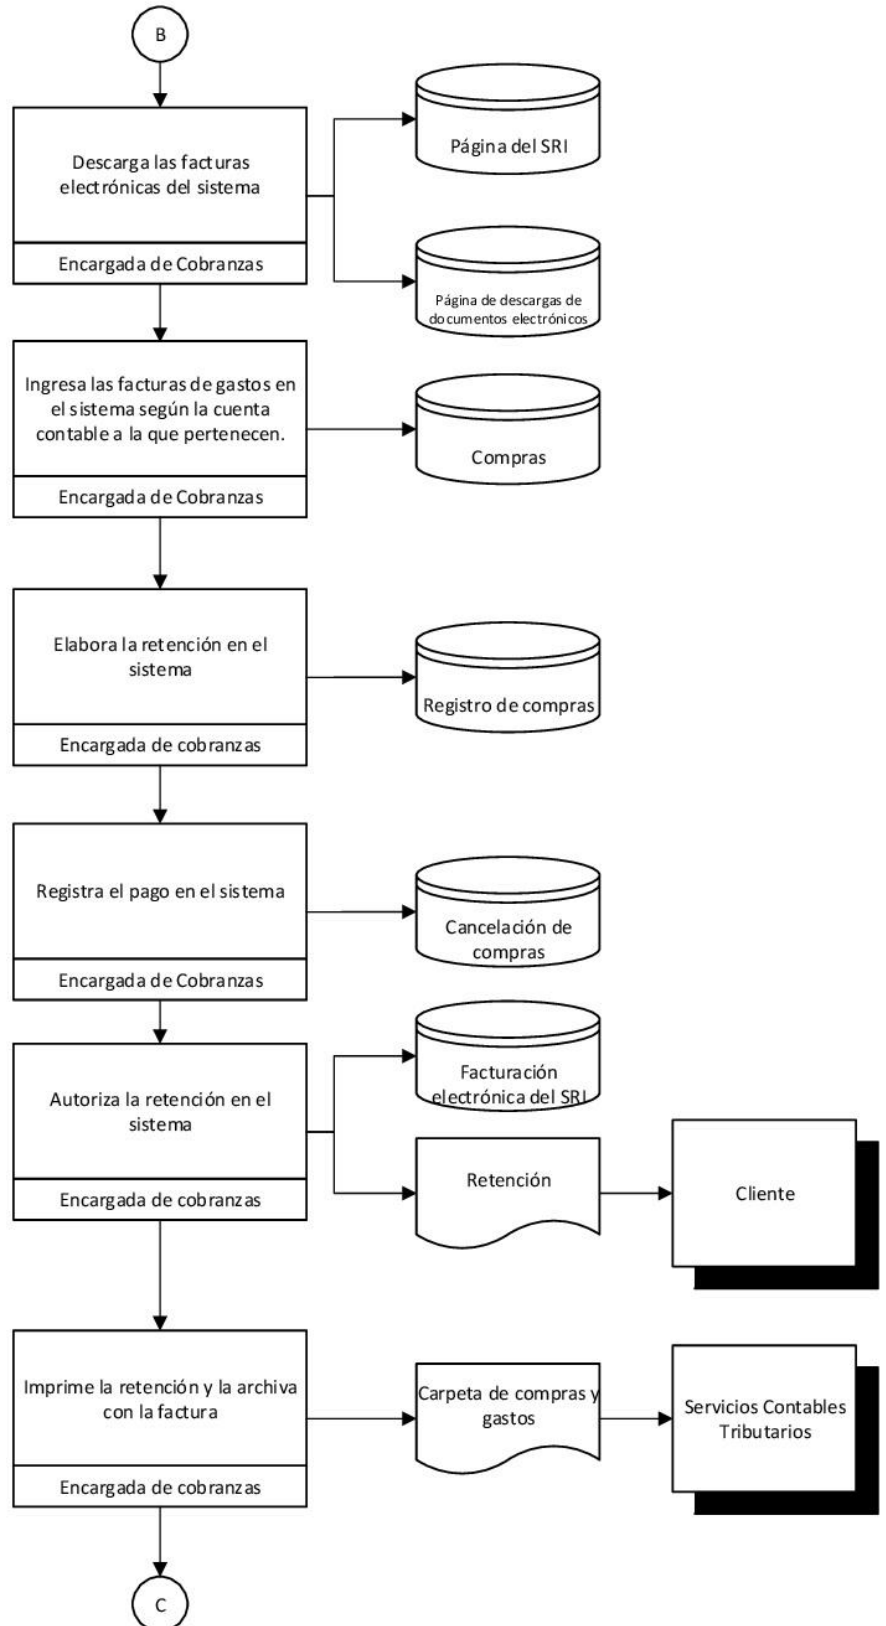 B
Descarga las facturas
electrónicas del sistema
Encargada de Cobranzas
Página del SRI
Página de descargas de
documentos electrónicos
Ingresa las facturas de gastos en
el sistema según la cuenta
contable a la que pertenecen.
Encargada de Cobranzas
Compras
Elabora la retención en el
sistema
Encargada de cobranzas
Registro de compras
Registra el pago en el sistema
Encargada de Cobranzas
Cancelación de
compras
Autoriza la retención en el
sistema
Encargada de cobranzas
Facturación
electrónica del SRI
Retención
Cliente
Imprime la retención y la archiva
con la factura
Encargada de cobranzas
Carpeta de compras y
gastos
Servicios Contables
Tributarios
C